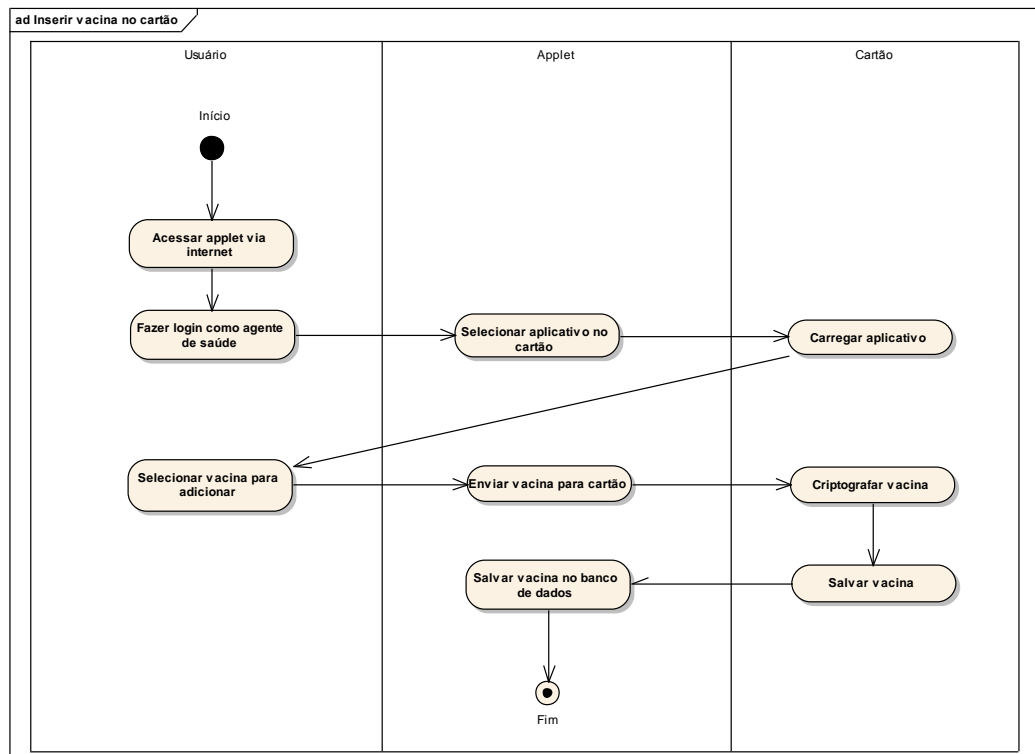 ad Inserir vacina no cartão
Usuário
Applet
Cartão
Início
Acessar applet via
internet
Fazer login como agente
de saúde
Selecionar aplicativo no
cartão
Carregar aplicativo
Selecionar vacina para
adicionar
Enviar vacina para cartão
Criptografar vacina
Salvar vacina no banco
de dados
Salvar vacina
Fim